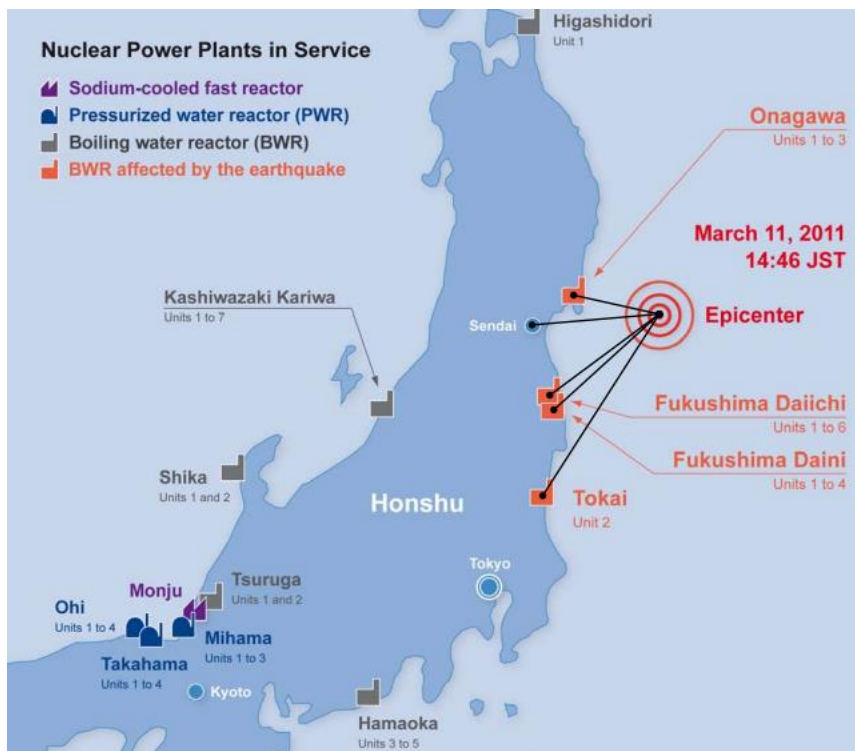 Nuclear Power Plants in Service
Sodium-cooled fast reactor
Pressurized water reactor (PWR)
Boiling water reactor (BWR)
BWR affected by the earthquake
Higashidori
Unit 1
Onagawa
Units 1 to 3
March 11, 2011
14:46 JST
Epicenter
Kashiwazaki Kariwa
Units 1 to 7
Sendai
Fukushima Daiichi
Units 1 to 6
Fukushima Daini
Units 1 to 4
Shika
Units 1 and 2
Honshu
Tokai
Unit 2
Tokyo
Monju
Tsuruga
Units 1 and 2
Ohi
Units 1 to 4
Mihama
Units 1 to 3
Takahama
Units 1 to 4
Kyoto
Hamaoka
Units 3 to 5